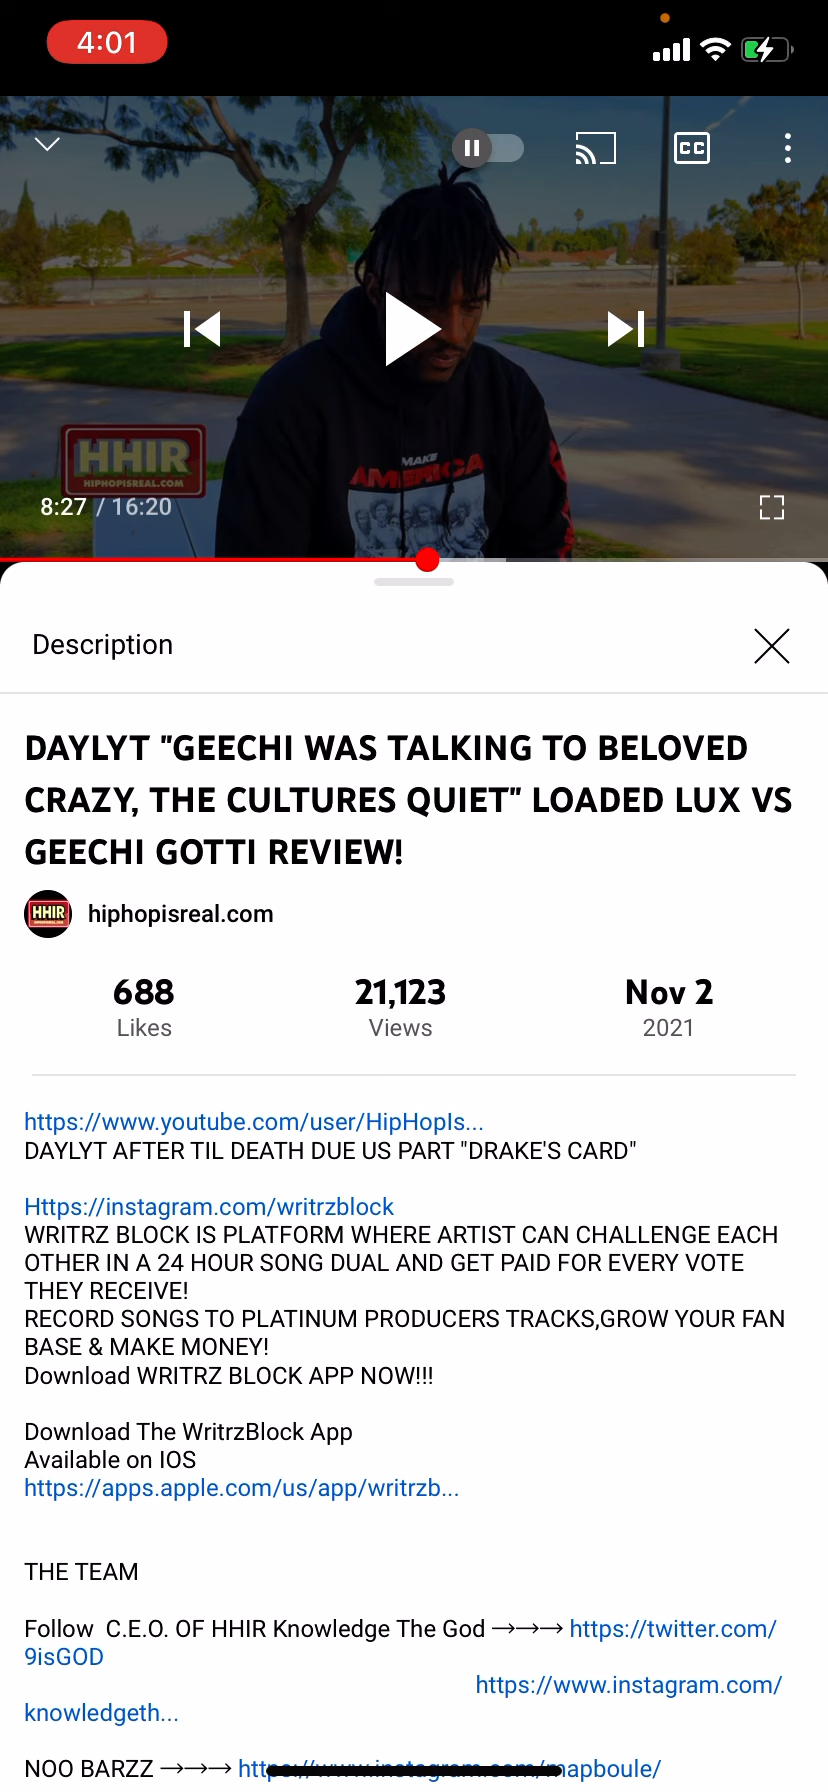 4:01
CC
MAKE
AMERICA
HHIR
HIPHOPISREAL.COM
8:27 / 16:20
Description
DAYLYT "GEECHI WAS TALKING TO BELOVED
CRAZY, THE CULTURES QUIET" LOADED LUX VS
GEECHI GOTTI REVIEW!
HHIR
hiphopisreal.com
688
Likes
21,123
Views
Nov 2
2021
https://www.youtube.com/user/HipHopIs...
DAYLYT AFTER TIL DEATH DUE US PART "DRAKE'S CARD"
Https://instagram.com/writrzblock
WRITRZ BLOCK IS PLATFORM WHERE ARTIST CAN CHALLENGE EACH
OTHER IN A 24 HOUR SONG DUAL AND GET PAID FOR EVERY VOTE
THEY RECEIVE!
RECORD SONGS TO PLATINUM PRODUCERS TRACKS,GROW YOUR FAN
BASE & MAKE MONEY!
Download WRITRZ BLOCK APP NOW!!!
Download The WritrzBlock App
Available on IOS
https://apps.apple.com/us/app/writrzb...
THE TEAM
Follow  C.E.O. OF HHIR Knowledge The God →→→ https://twitter.com/
9isGOD
https://www.instagram.com/
knowledgeth...
NOO BARZZ →→→ https://www.instagram.com/mapboule/